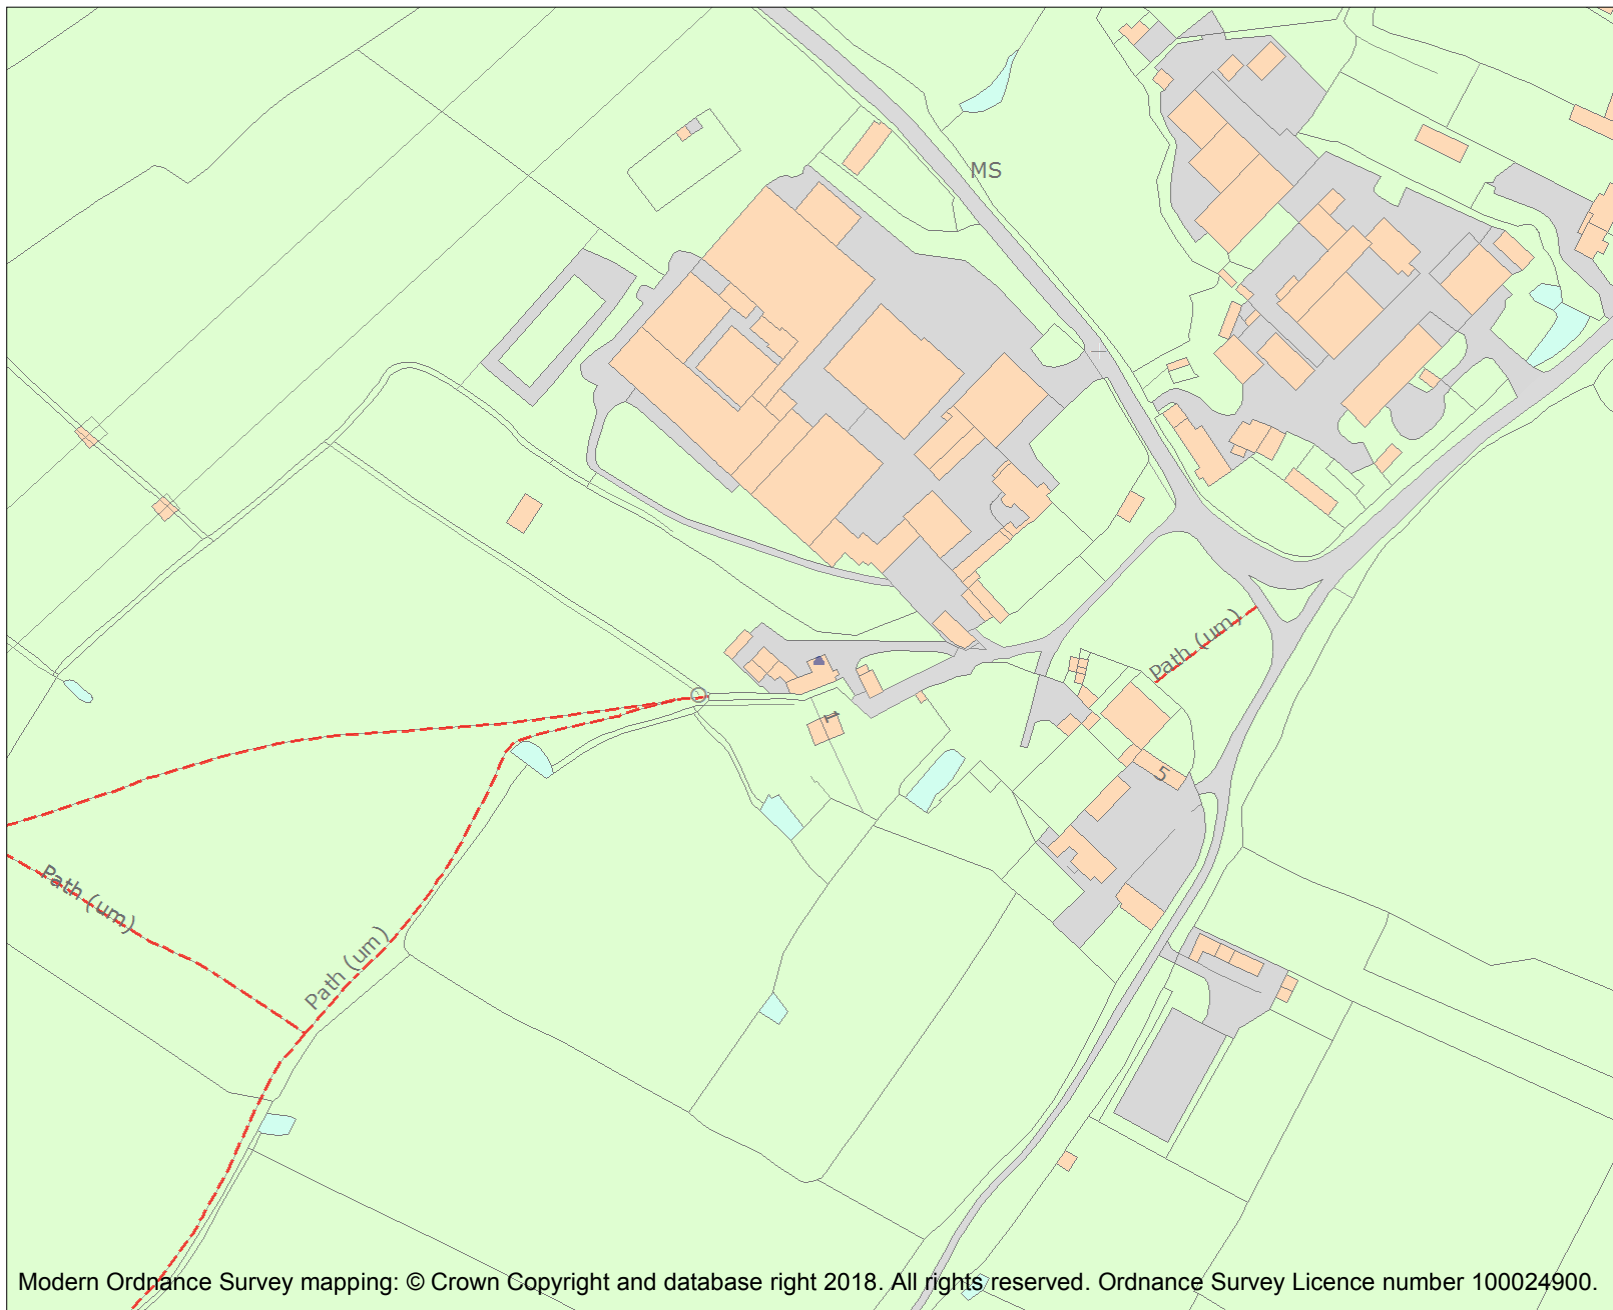 MS
Path (um)
1
5
Path (um)
Path (um)
Modern Ordnance Survey mapping: © Crown Copyright and database right 2018. All rights reserved. Ordnance Survey Licence number 100024900.